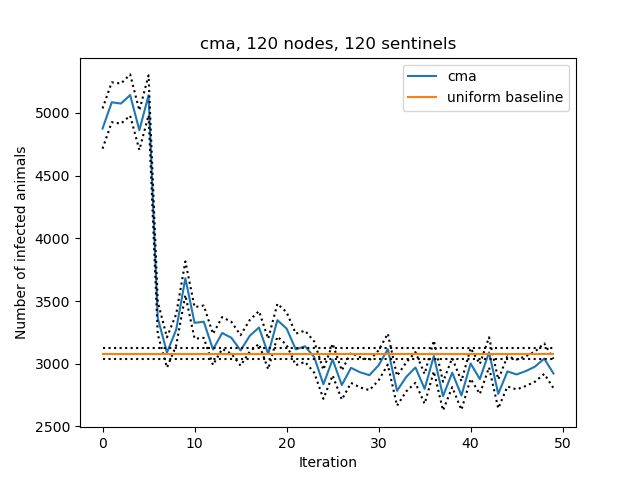 cma, 120 nodes, 120 sentinels
cma
uniform baseline
Number of infected animals
5000
4500
4000
3500
3000
2500
0 10 20 30 40 50
Iteration